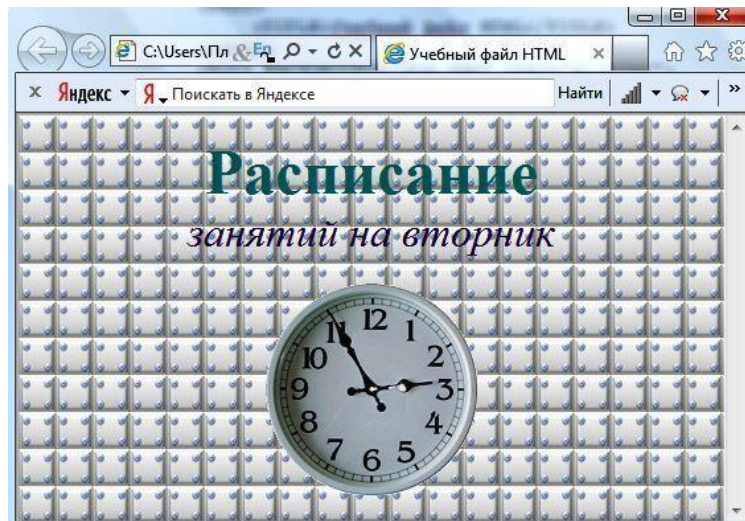 C:\Users\Пл
Учебный файл HTML
Яндекс
Я
Поискать в Яндексе
Найти
Расписание
занятий на вторник
12
11
1
10
2
9
3
8
4
7
5
6